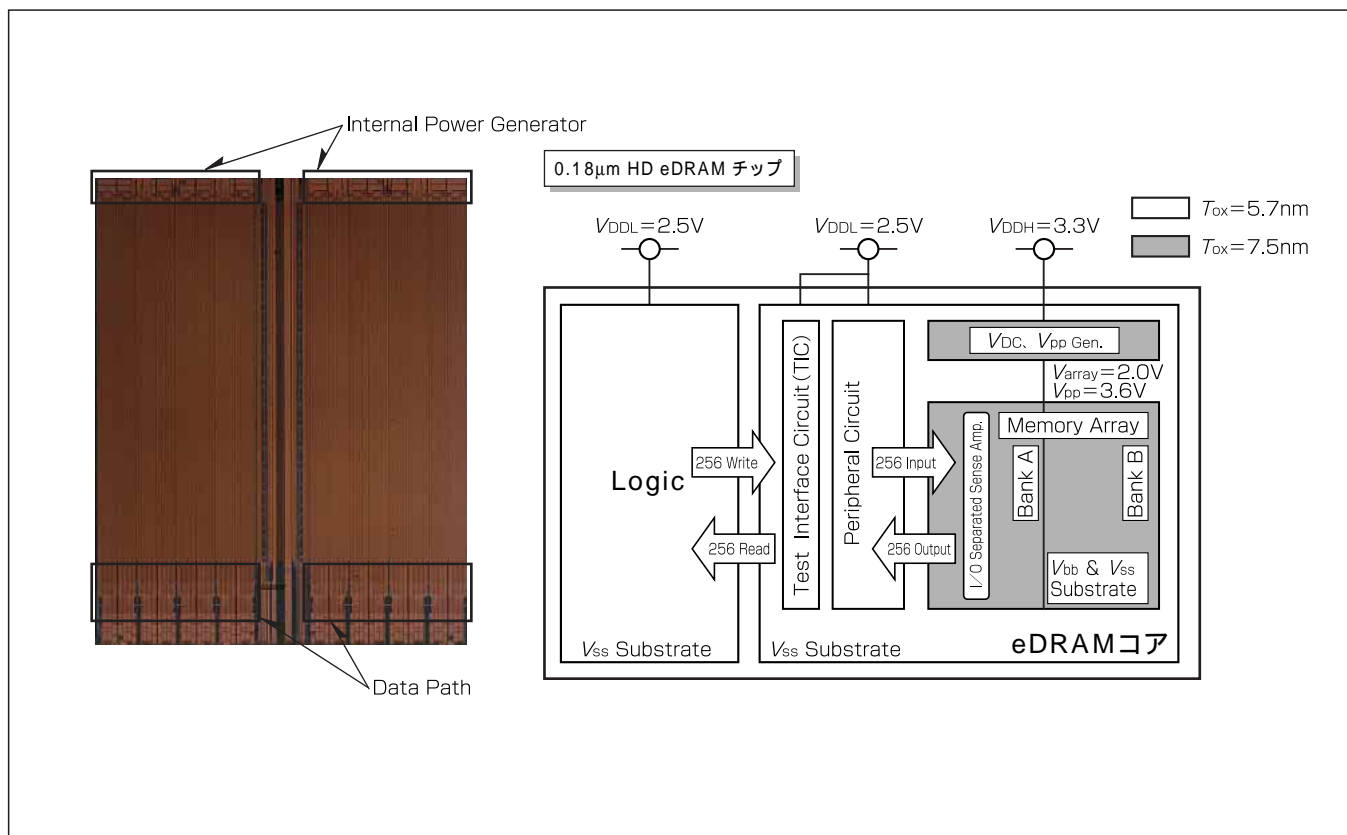 Internal Power Generator
Data Path
0.18μm HD eDRAM チップ
Tox=5.7nm
Tox=7.5nm
VDDL=2.5V
VDDL=2.5V
VDDH=3.3V
VDC、Vpp Gen.
Varray=2.0V
Vpp=3.6V
Logic
256 Write
256 Read
Test Interface Circuit(TIC)
Peripheral Circuit
256 Input
256 Output
I/O Separated Sense Amp.
Memory Array
Bank A
Bank B
Vbb & Vss
Substrate
Vss Substrate
Vss Substrate
eDRAMコア